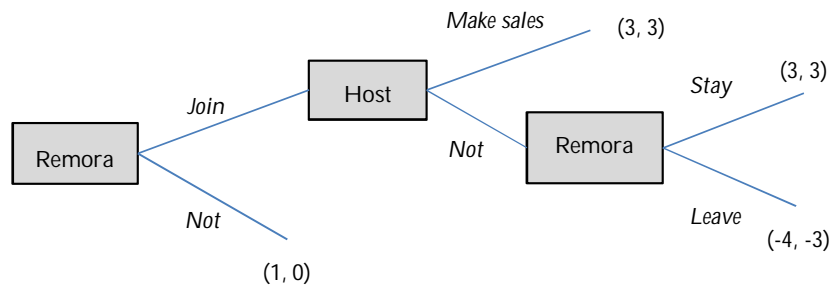 Make sales
(3, 3)
(3, 3)
Stay
Host
Join
Remora
Not
Remora
Not
Leave
(-4, -3)
(1, 0)